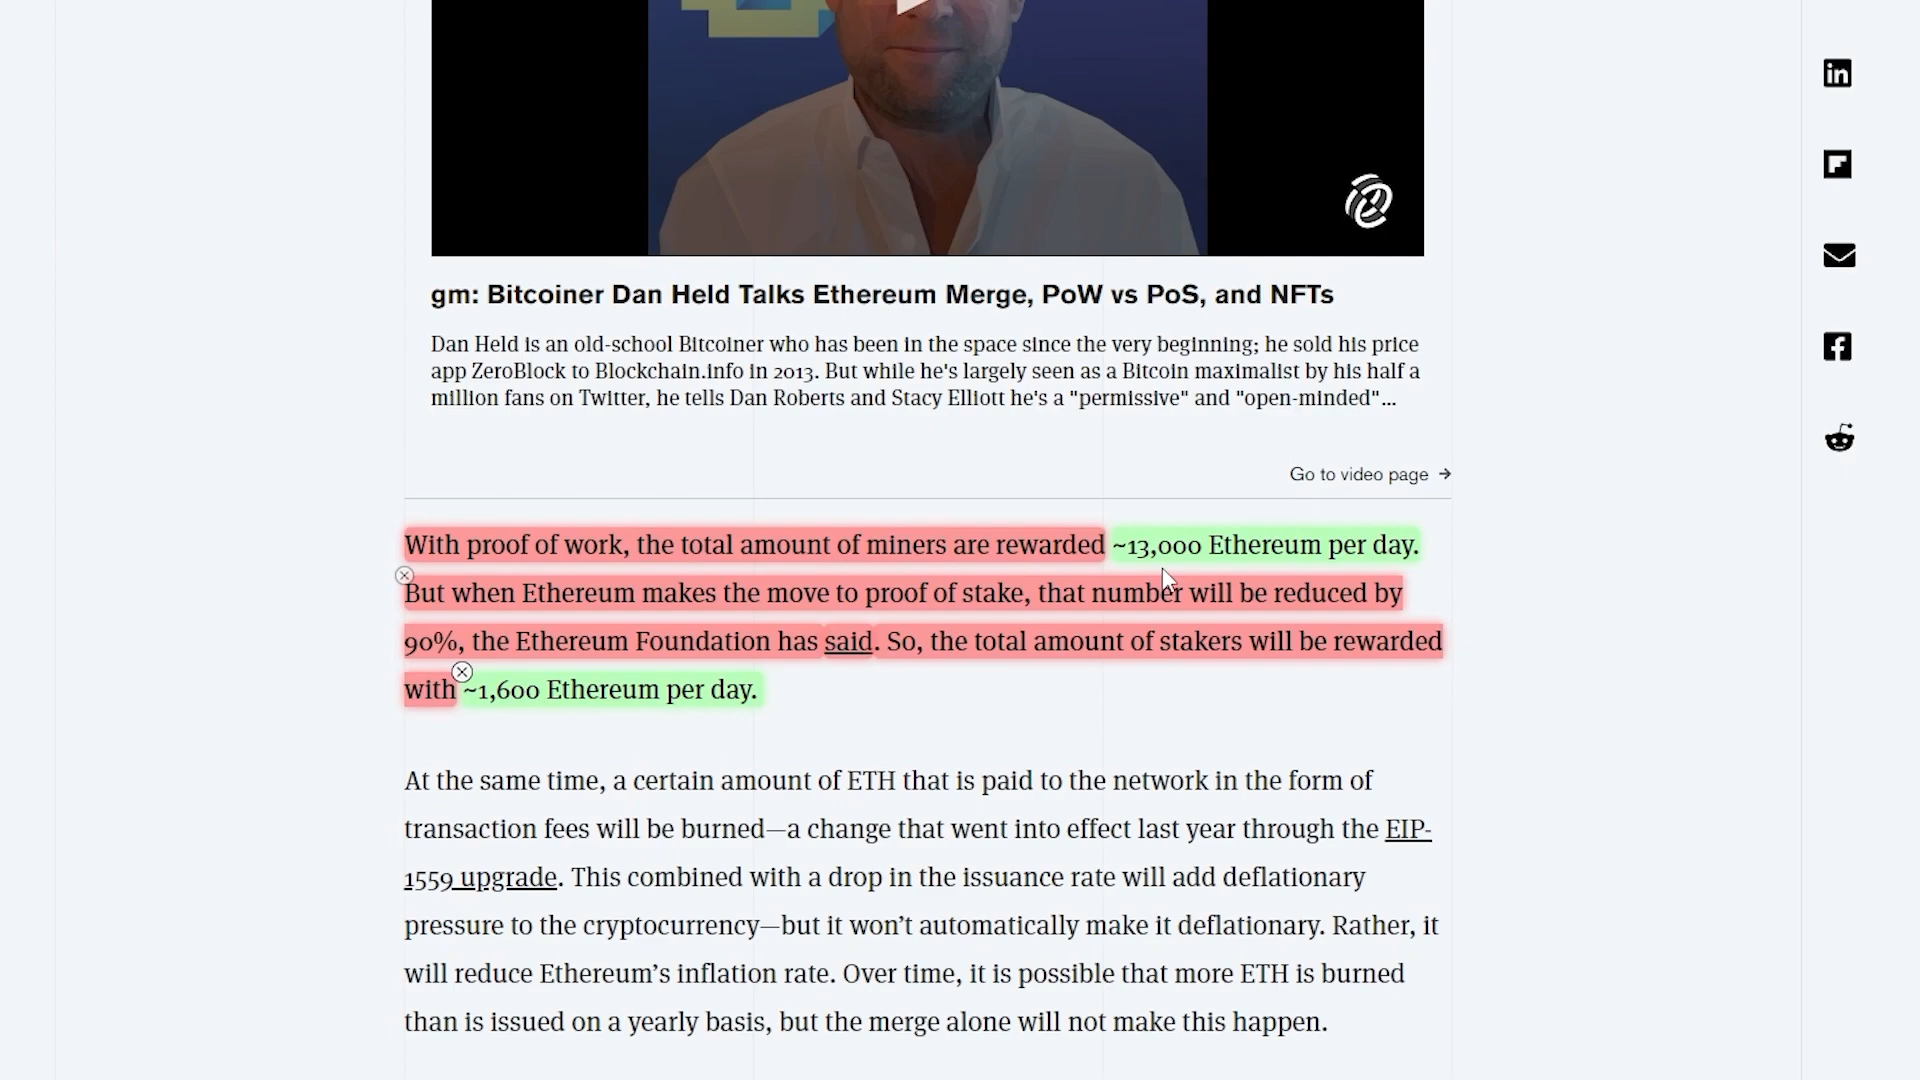 gm: Bitcoiner Dan Held Talks Ethereum Merge, PoW vs PoS, and NFTs
Dan Held is an old-school Bitcoiner who has been in the space since the very beginning; he sold his price
app ZeroBlock to Blockchain.info in 2013. But while he's largely seen as a Bitcoin maximalist by his half a
million fans on Twitter, he tells Dan Roberts and Stacy Elliott he's a "permissive" and "open-minded"...
Go to video page →
With proof of work, the total amount of miners are rewarded ~13,000 Ethereum per day.
But when Ethereum makes the move to proof of stake, that number will be reduced by
90%, the Ethereum Foundation has said. So, the total amount of stakers will be rewarded
with ~1,600 Ethereum per day.
At the same time, a certain amount of ETH that is paid to the network in the form of
transaction fees will be burned—a change that went into effect last year through the EIP-
1559 upgrade. This combined with a drop in the issuance rate will add deflationary
pressure to the cryptocurrency—but it won’t automatically make it deflationary. Rather, it
will reduce Ethereum’s inflation rate. Over time, it is possible that more ETH is burned
than is issued on a yearly basis, but the merge alone will not make this happen.